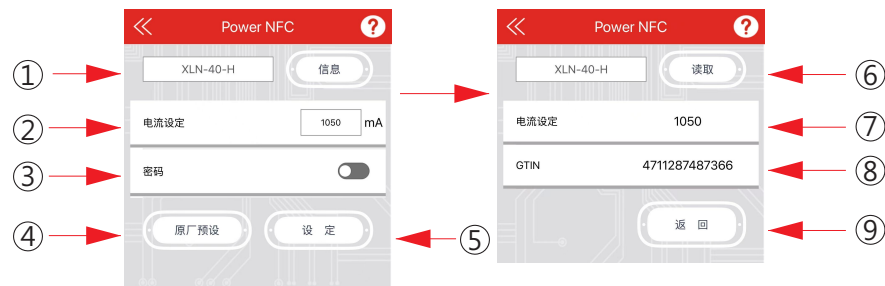 Power NFC
?
① XLN-40-H 信息
② 电流设定 1050 mA
③ 密码
④ 原厂预设 设 定 ⑤
Power NFC
?
XLN-40-H 读取 ⑥
电流设定 1050 ⑦
GTIN 4711287487366 ⑧
返 回 ⑨